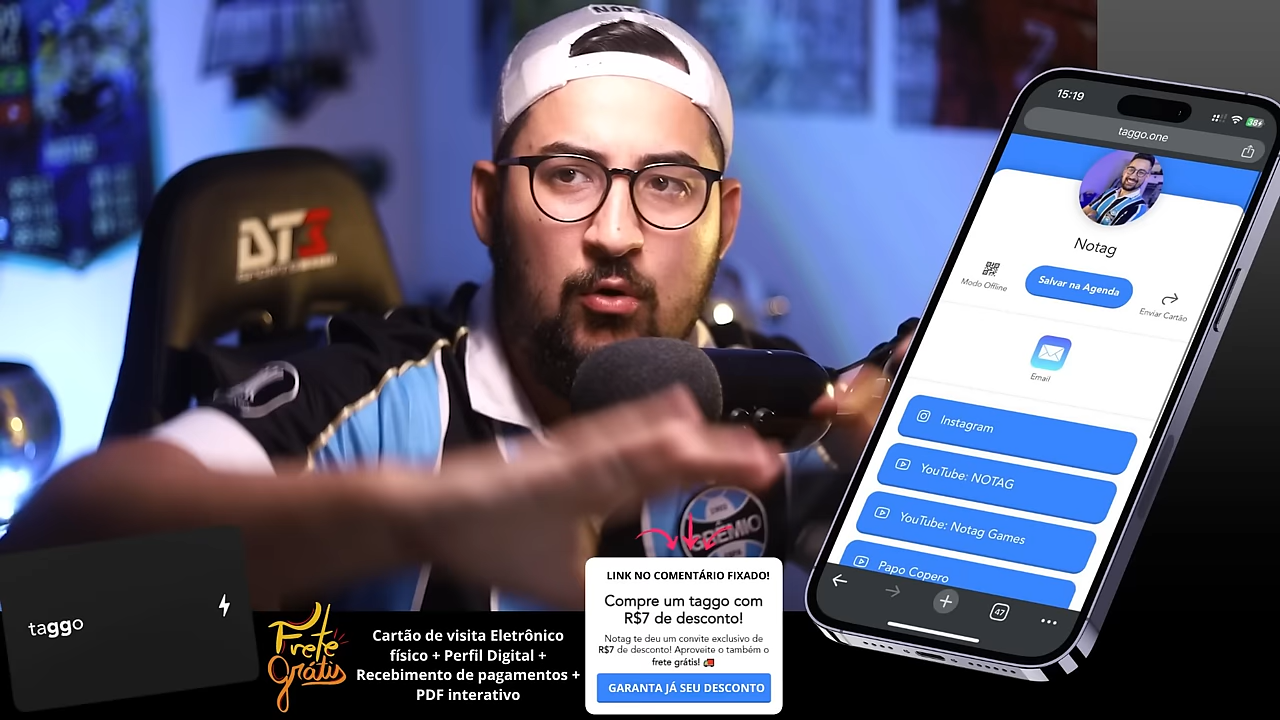 NOTAG
DT3
GRÊMIO
15:19
38
taggo.one
Notag
Modo Offline
Salvar na Agenda
Enviar Cartão
Email
Instagram
YouTube: NOTAG
YouTube: Notag Games
Papo Copero
47
taggo
Frete
grátis
Cartão de visita Eletrônico
físico + Perfil Digital +
Recebimento de pagamentos +
PDF interativo
LINK NO COMENTÁRIO FIXADO!
Compre um taggo com
R$7 de desconto!
Notag te deu um convite exclusivo de
R$7 de desconto! Aproveite o também o
frete grátis! 🚚
GARANTA JÁ SEU DESCONTO